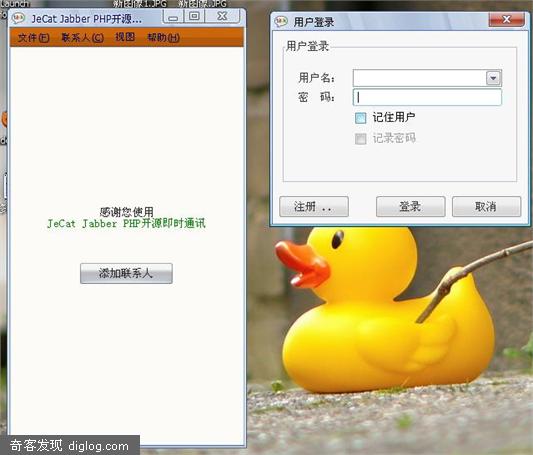 Launch
新图像1.JPG
新图像.JPG
JeCat Jabber PHP开源...
文件(F) 联系人(C) 视图 帮助(H)
感谢您使用
JeCat Jabber PHP开源即时通讯
添加联系人
用户登录
用户登录
用户名:
密 码:
记住用户
记录密码
注册 ..
登录
取消
奇客发现 diglog.com